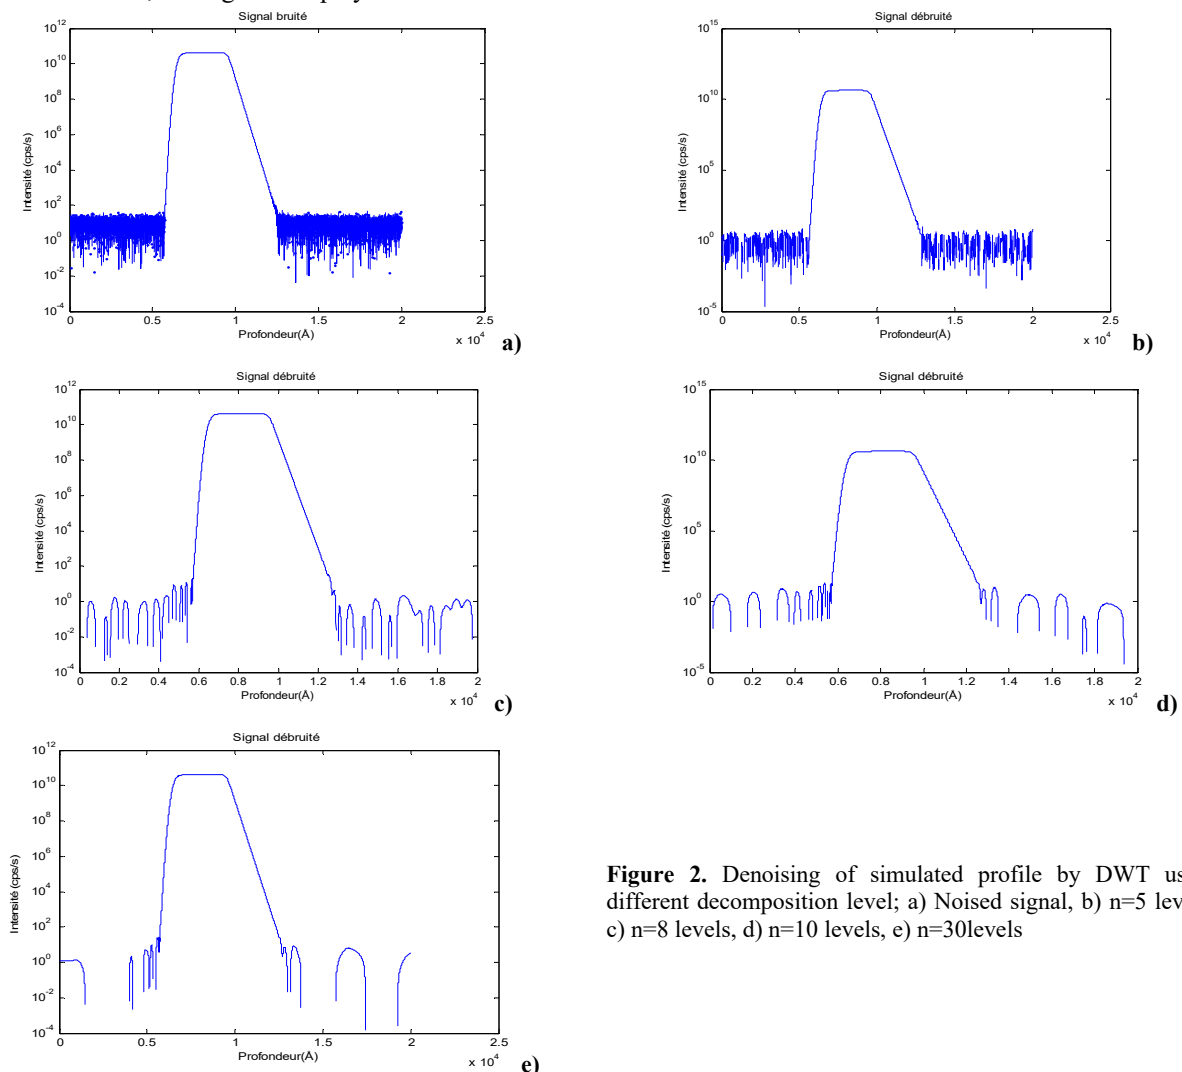 Signal bruité
10^12
10^10
10^8
10^6
10^4
10^2
10^0
10^-2
10^-4
Intensité (cps/s)
0 0.5 1 1.5 2 2.5
Profondeur(Å)
x 10^4
a)
Signal débruité
10^15
10^10
10^5
10^0
10^-5
Intensité (cps/s)
0 0.5 1 1.5 2 2.5
Profondeur(Å)
x 10^4
b)
Signal débruité
10^12
10^10
10^8
10^6
10^4
10^2
10^0
10^-2
10^-4
Intensité (cps/s)
0 0.2 0.4 0.6 0.8 1 1.2 1.4 1.6 1.8 2
Profondeur(Å)
x 10^4
c)
Signal débruité
10^15
10^10
10^5
10^0
10^-5
Intensité (cps/s)
0 0.2 0.4 0.6 0.8 1 1.2 1.4 1.6 1.8 2
Profondeur(Å)
x 10^4
d)
Signal débruité
10^12
10^10
10^8
10^6
10^4
10^2
10^0
10^-2
10^-4
Intensité (cps/s)
0 0.5 1 1.5 2 2.5
Profondeur(Å)
x 10^4
e)
Figure 2. Denoising of simulated profile by DWT us
different decomposition level; a) Noised signal, b) n=5 lev
c) n=8 levels, d) n=10 levels, e) n=30levels